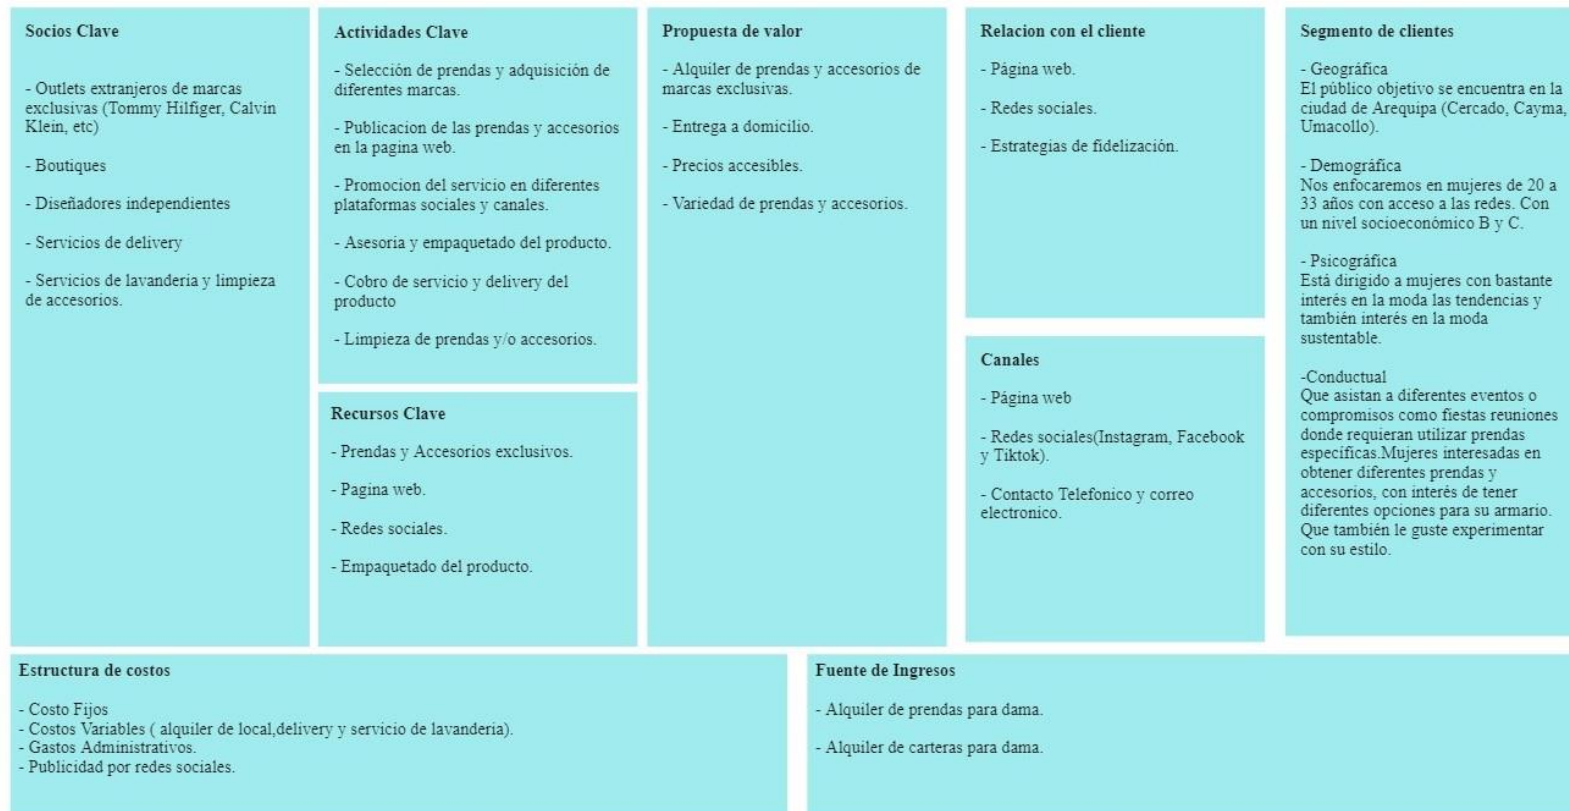 Socios Clave
- Outlets extranjeros de marcas
exclusivas (Tommy Hilfiger, Calvin
Klein, etc)
- Boutiques
- Diseñadores independientes
- Servicios de delivery
- Servicios de lavanderia y limpieza
de accesorios.
Actividades Clave
- Selección de prendas y adquisición de
diferentes marcas.
- Publicacion de las prendas y accesorios
en la pagina web.
- Promocion del servicio en diferentes
plataformas sociales y canales.
- Asesoria y empaquetado del producto.
- Cobro de servicio y delivery del
producto
- Limpieza de prendas y/o accesorios.
Recursos Clave
- Prendas y Accesorios exclusivos.
- Pagina web.
- Redes sociales.
- Empaquetado del producto.
Propuesta de valor
- Alquiler de prendas y accesorios de
marcas exclusivas.
- Entrega a domicilio.
- Precios accesibles.
- Variedad de prendas y accesorios.
Relacion con el cliente
- Página web.
- Redes sociales.
- Estrategias de fidelización.
Canales
- Página web
- Redes sociales(Instagram, Facebook
y Tiktok).
- Contacto Telefonico y correo
electronico.
Segmento de clientes
- Geográfica
El público objetivo se encuentra en la
ciudad de Arequipa (Cercado, Cayma,
Umacollo).
- Demográfica
Nos enfocaremos en mujeres de 20 a
33 años con acceso a las redes. Con
un nivel socioeconómico B y C.
- Psicográfica
Está dirigido a mujeres con bastante
interés en la moda las tendencias y
también interés en la moda
sustentable.
-Conductual
Que asistan a diferentes eventos o
compromisos como fiestas reuniones
donde requieran utilizar prendas
específicas.Mujeres interesadas en
obtener diferentes prendas y
accesorios, con interés de tener
diferentes opciones para su armario.
Que también le guste experimentar
con su estilo.
Estructura de costos
- Costo Fijos
- Costos Variables ( alquiler de local,delivery y servicio de lavanderia).
- Gastos Administrativos.
- Publicidad por redes sociales.
Fuente de Ingresos
- Alquiler de prendas para dama.
- Alquiler de carteras para dama.